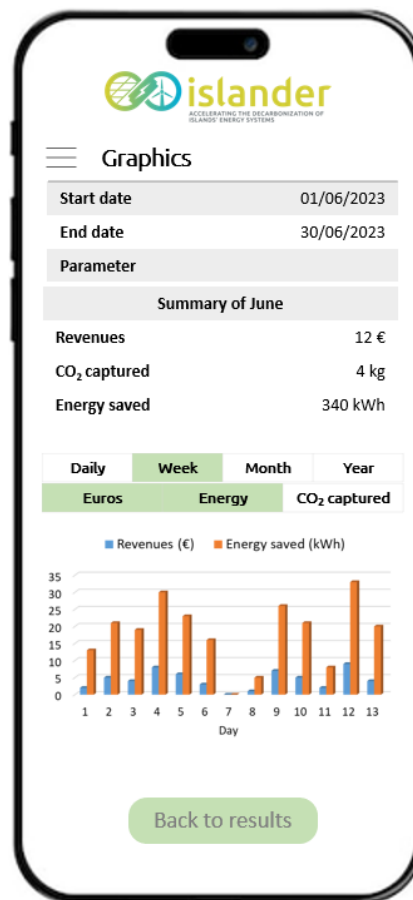 islander
ACCELERATING THE DECARBONIZATION OF
ISLANDS' ENERGY SYSTEMS
Graphics
Start date 01/06/2023
End date 30/06/2023
Parameter
Summary of June
Revenues 12 €
CO₂ captured 4 kg
Energy saved 340 kWh
Daily Week Month Year
Euros Energy CO₂ captured
Revenues (€) Energy saved (kWh)
35
30
25
20
15
10
5
0
1 2 3 4 5 6 7 8 9 10 11 12 13
Day
Back to results